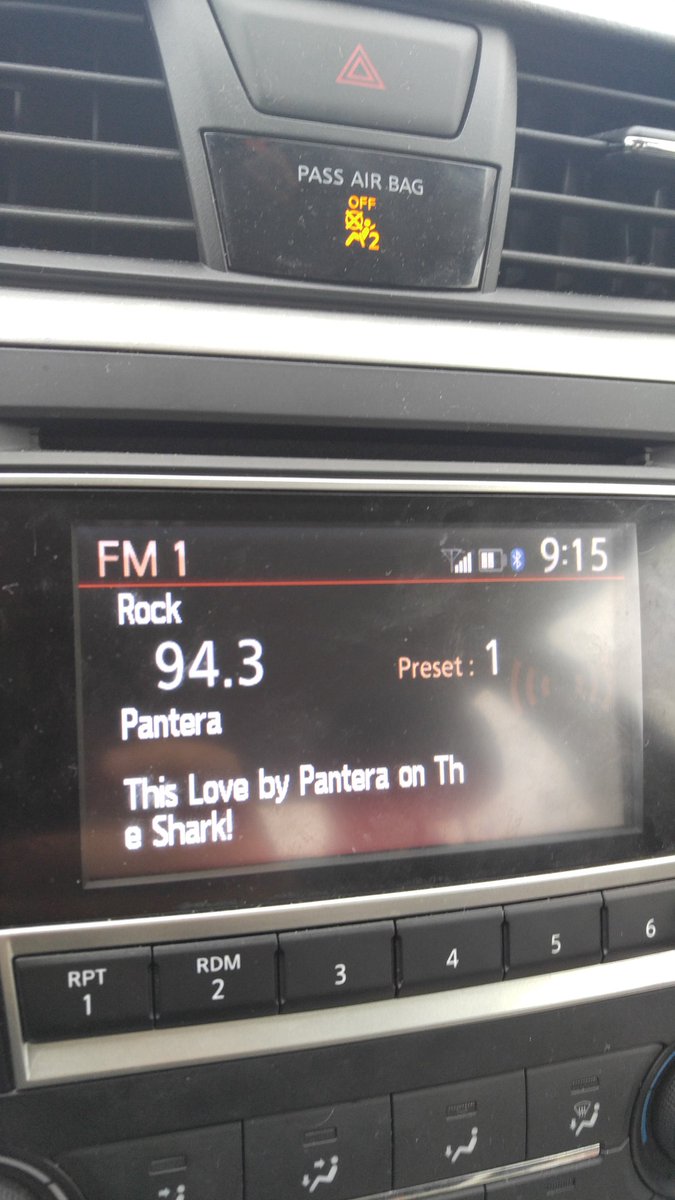 PASS AIR BAG
OFF
2
FM 1 9:15
Rock
94.3 Preset : 1
Pantera
This Love by Pantera on Th
e Shark!
RPT RDM
1 2 3 4 5 6